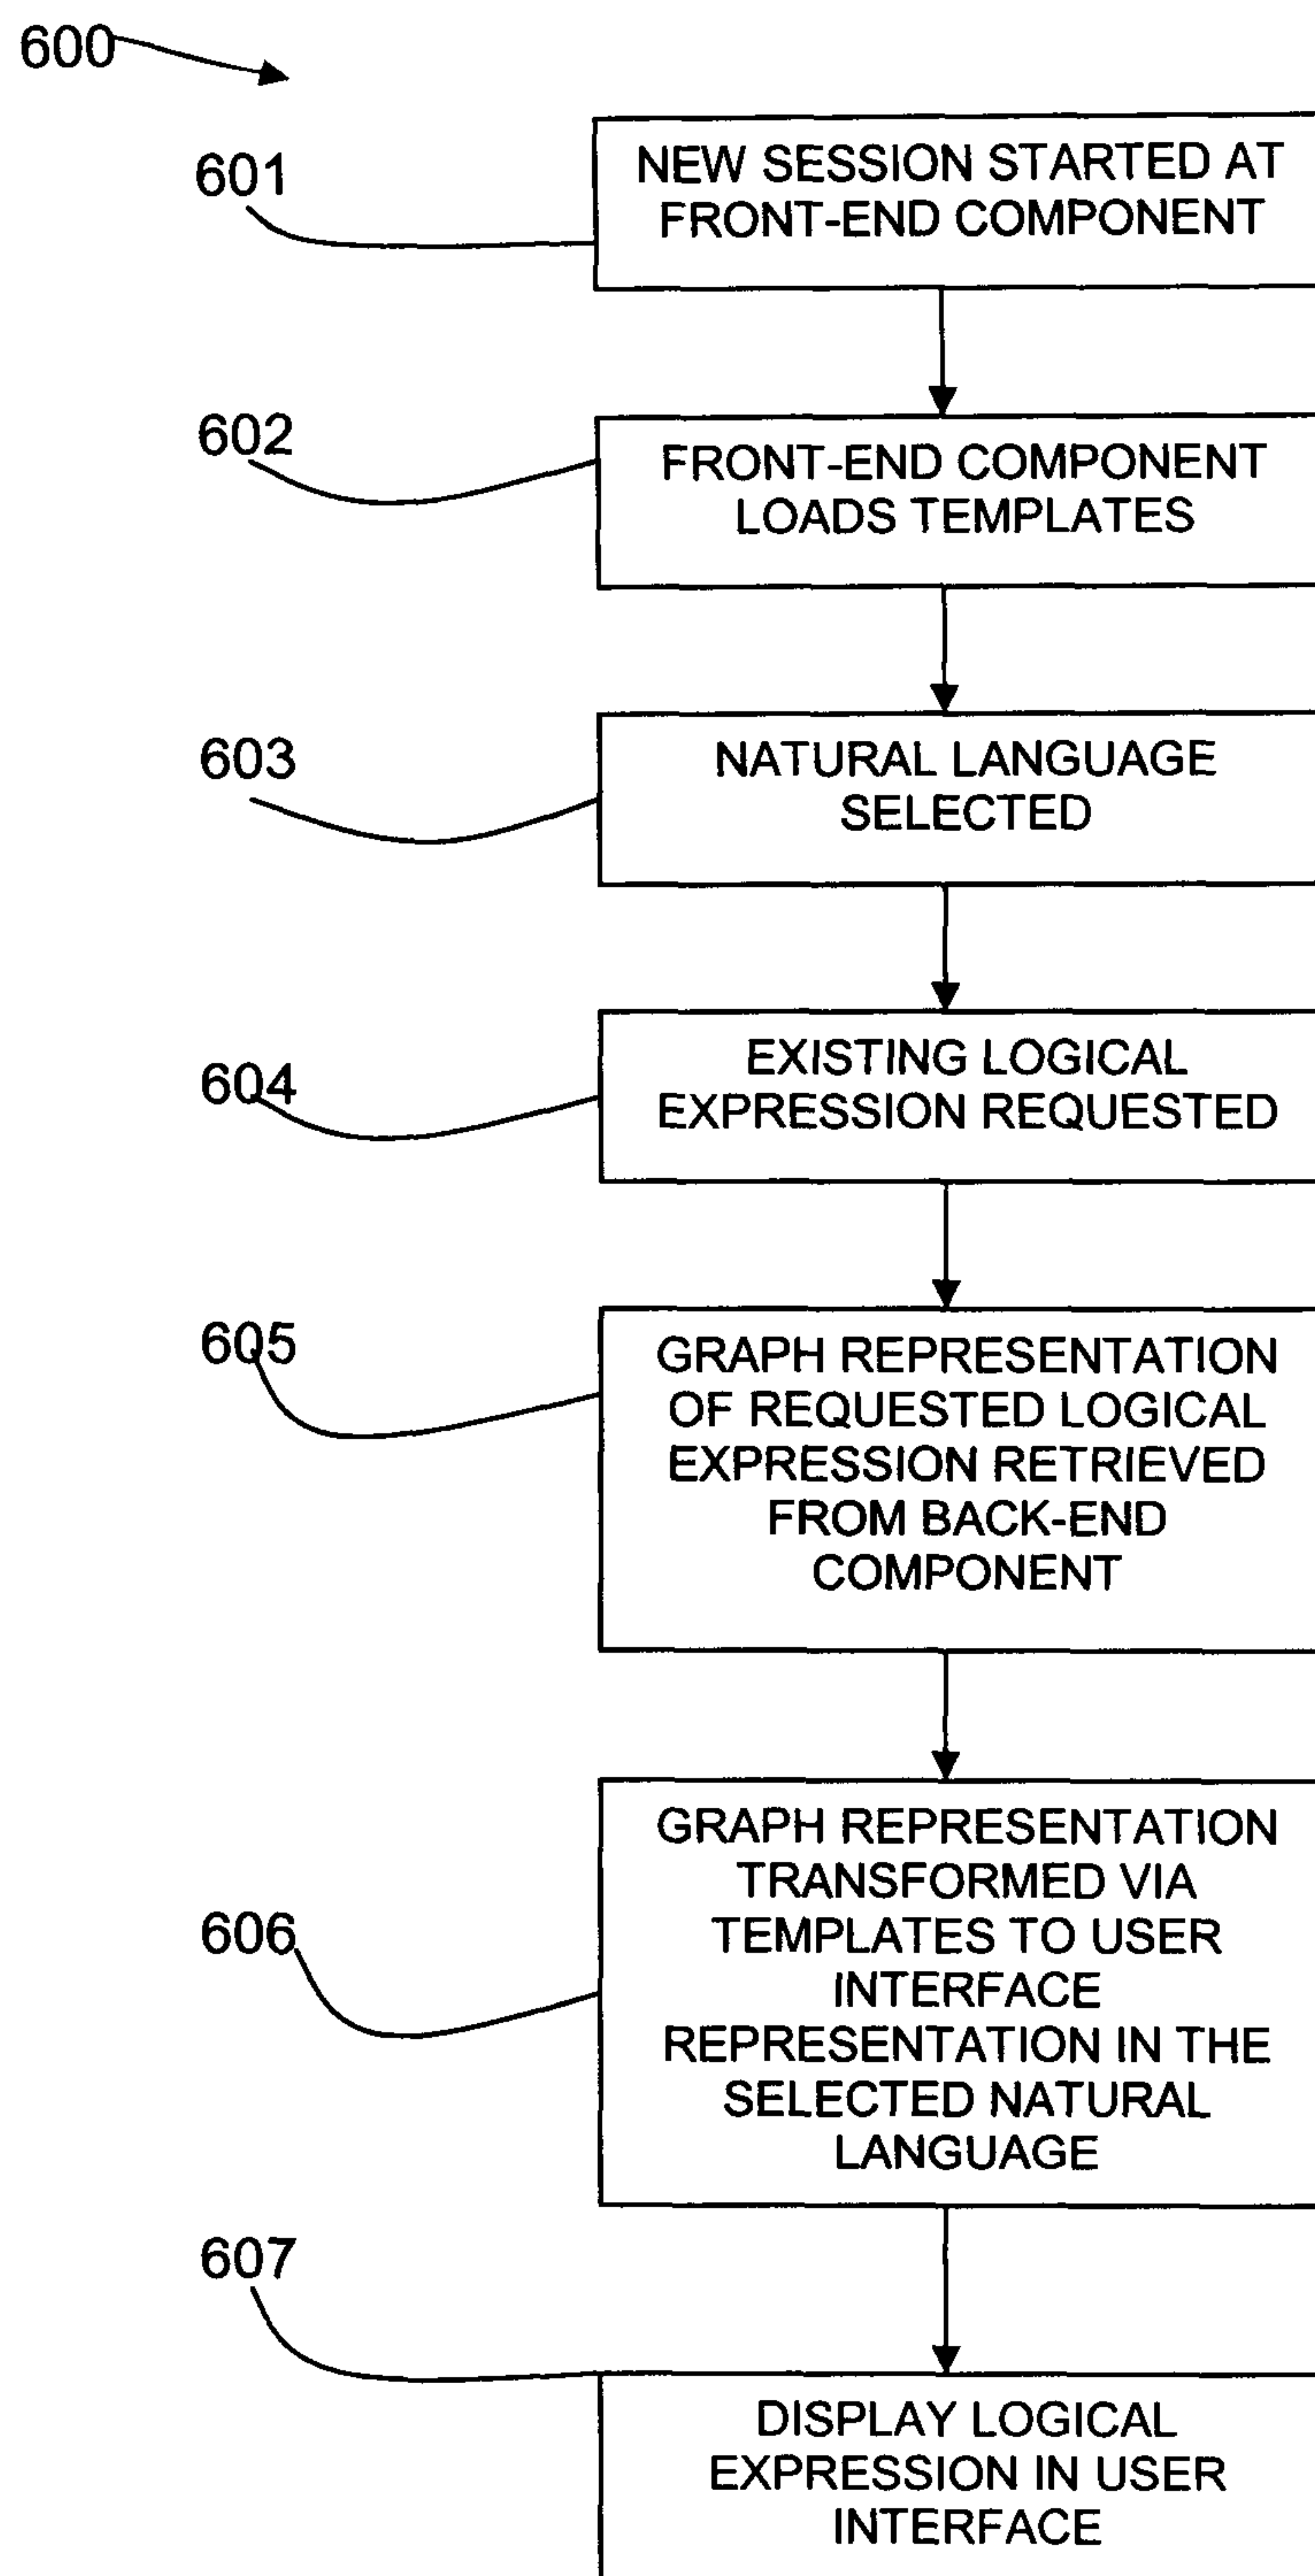 600
601
NEW SESSION STARTED AT
FRONT-END COMPONENT
602
FRONT-END COMPONENT
LOADS TEMPLATES
603
NATURAL LANGUAGE
SELECTED
604
EXISTING LOGICAL
EXPRESSION REQUESTED
605
GRAPH REPRESENTATION
OF REQUESTED LOGICAL
EXPRESSION RETRIEVED
FROM BACK-END
COMPONENT
606
GRAPH REPRESENTATION
TRANSFORMED VIA
TEMPLATES TO USER
INTERFACE
REPRESENTATION IN THE
SELECTED NATURAL
LANGUAGE
607
DISPLAY LOGICAL
EXPRESSION IN USER
INTERFACE